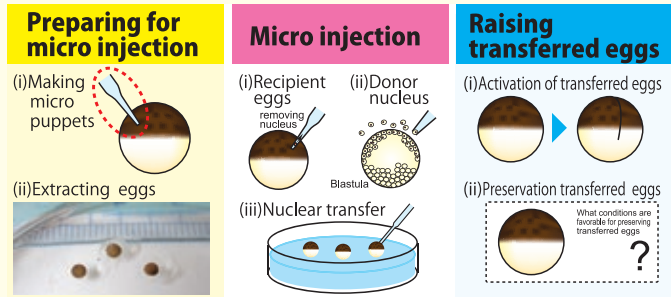 Preparing for
micro injection
(i)Making
micro
puppets
(ii)Extracting eggs
Micro injection
(i)Recipient
eggs
removing
nucleus
(ii)Donor
nucleus
Blastula
(iii)Nuclear transfer
Raising
transferred eggs
(i)Activation of transferred eggs
(ii)Preservation transferred eggs
What conditions are
favorable for preserving
transferred eggs
?